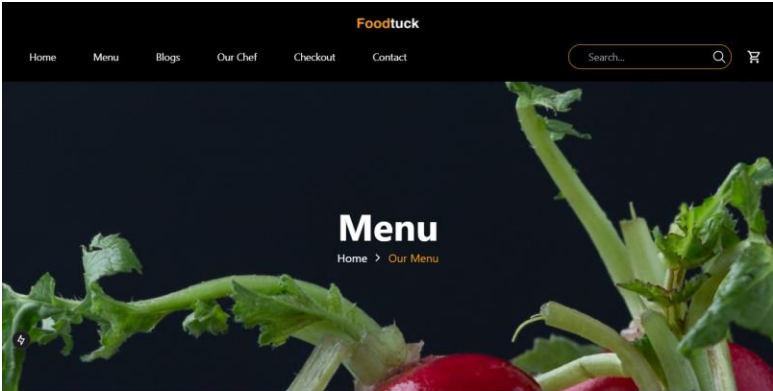 Foodtuck
Home Menu Blogs Our Chef Checkout Contact Search...
Menu
Home > Our Menu